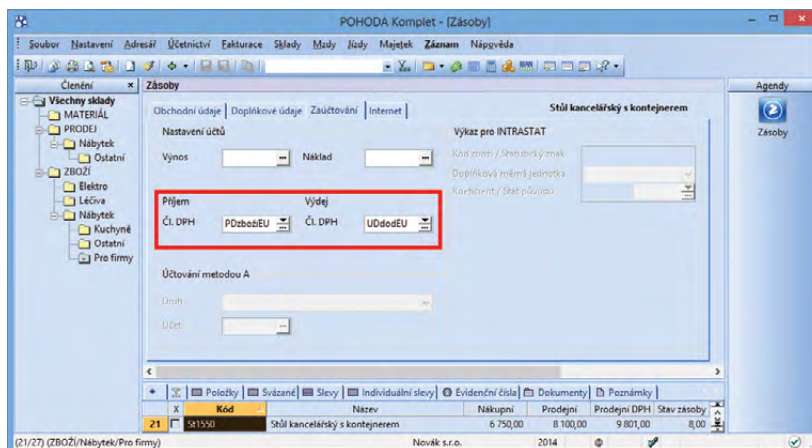 POHODA Komplet - [Zásoby]
Soubor Nastavení Adresář Účetnictví Fakturace Sklady Mzdy Jízdy Majetek Záznam Nápověda
Členění
Zásoby
Agendy
Všechny sklady
MATERIÁL
PRODEJ
Nábytek
Ostatní
ZBOŽÍ
Elektro
Léčiva
Nábytek
Kuchyně
Ostatní
Pro firmy
Obchodní údaje Doplňkové údaje Zaúčtování Internet
Stůl kancelářský s kontejnerem
Zásoby
Nastavení účtů
Výkaz pro INTRASTAT
Výnos Náklad
Kód zboží / Statistický znak
Doplňková měrná jednotka
Koeficient / Stát původu
Příjem Výdej
Čl. DPH PDzbožíEU Čl. DPH UDdodEU
Účtování metodou A
Druh
Účet
Položky Svázané Slevy Individuální slevy Evidenční čísla Dokumenty Poznámky
X Kód Název Nákupní Prodejní Prodejní DPH Stav zásoby
21 St1550 Stůl kancelářský s kontejnerem 6 750,00 8 100,00 9 801,00 8,00
(21/27) (ZBOŽÍ/Nábytek/Pro firmy) Novák s.r.o. 2014